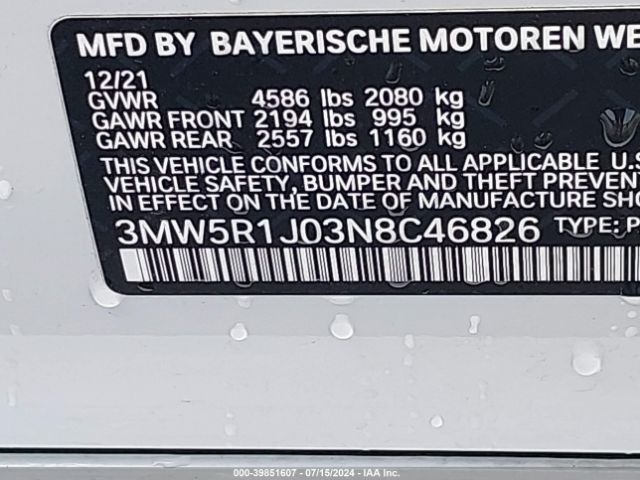 MFD BY BAYERISCHE MOTOREN WE
12/21
GVWR 4586 lbs 2080 kg
GAWR FRONT 2194 lbs 995 kg
GAWR REAR 2557 lbs 1160 kg
THIS VEHICLE CONFORMS TO ALL APPLICABLE U.S
VEHICLE SAFETY, BUMPER AND THEFT PREVENT
IN EFFECT ON THE DATE OF MANUFACTURE SHO
3MW5R1J03N8C46826 TYPE: P
000-39851607 - 07/15/2024 - IAA Inc.